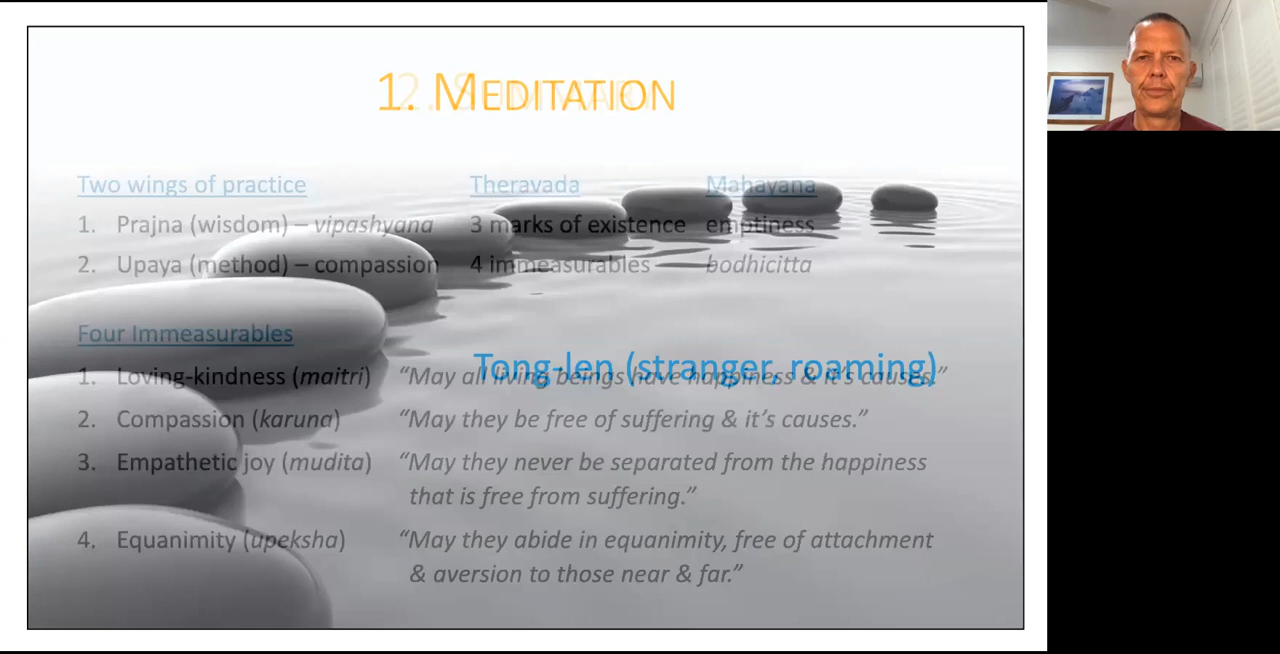 1. MEDITATION
2. SUMMARY
Two wings of practice Theravada Mahayana
1. Prajna (wisdom) – vipashyana 3 marks of existence emptiness
2. Upaya (method) – compassion 4 immeasurables bodhicitta
Four Immeasurables
Tong-len (stranger, roaming)
1. Loving-kindness (maitri) “May all living beings have happiness & it’s causes.”
2. Compassion (karuna) “May they be free of suffering & it’s causes.”
3. Empathetic joy (mudita) “May they never be separated from the happiness
that is free from suffering.”
4. Equanimity (upeksha) “May they abide in equanimity, free of attachment
& aversion to those near & far.”